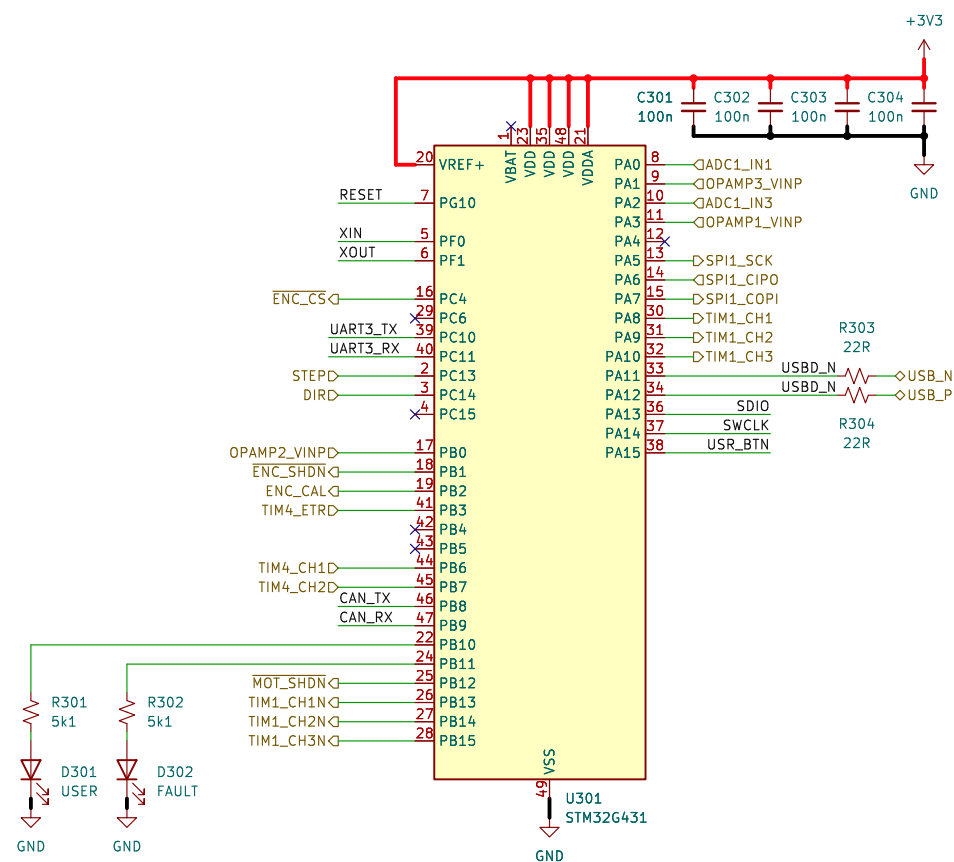 +3V3
C301
100n
C302
100n
C303
100n
C304
100n
GND
1
23
35
48
21
VBAT
VDD
VDD
VDD
VDDA
20 VREF+
RESET 7 PG10
XIN 5 PF0
XOUT 6 PF1
ENC_CS 16 PC4
29 PC6
UART3_TX 39 PC10
UART3_RX 40 PC11
STEP 2 PC13
DIR 3 PC14
4 PC15
OPAMP2_VINP 17 PB0
ENC_SHDN 18 PB1
ENC_CAL 19 PB2
TIM4_ETR 41 PB3
42 PB4
43 PB5
TIM4_CH1 44 PB6
TIM4_CH2 45 PB7
CAN_TX 46 PB8
CAN_RX 47 PB9
22 PB10
24 PB11
MOT_SHDN 25 PB12
TIM1_CH1N 26 PB13
TIM1_CH2N 27 PB14
TIM1_CH3N 28 PB15
PA0 8 ADC1_IN1
PA1 9 OPAMP3_VINP
PA2 10 ADC1_IN3
PA3 11 OPAMP1_VINP
PA4 12
PA5 13 SPI1_SCK
PA6 14 SPI1_CIPO
PA7 15 SPI1_COPI
PA8 30 TIM1_CH1
PA9 31 TIM1_CH2
PA10 32 TIM1_CH3
PA11 33 USBD_N USB_N
PA12 34 USBD_N USB_P
PA13 36 SDIO
PA14 37 SWCLK
PA15 38 USR_BTN
R303
22R
R304
22R
R301
5k1
R302
5k1
D301
USER
D302
FAULT
GND
GND
VSS
49
U301
STM32G431
GND